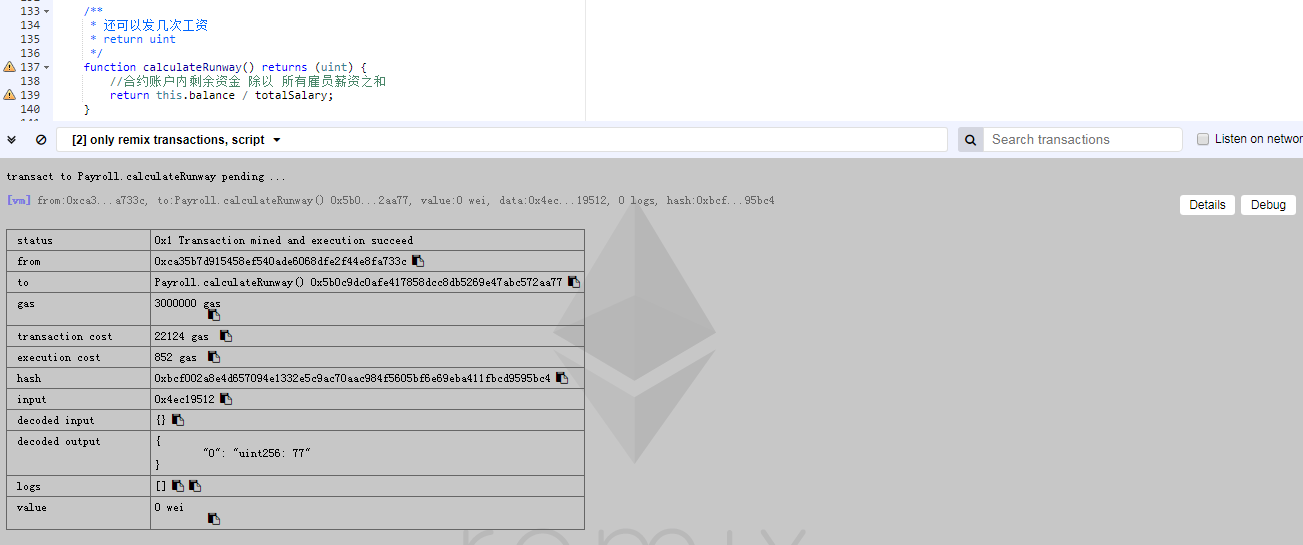 133 /**
134 * 还可以发几次工资
135 * return uint
136 */
137 function calculateRunway() returns (uint) {
138 //合约账户内剩余资金 除以 所有雇员薪资之和
139 return this.balance / totalSalary;
140 }
[2] only remix transactions, script
Search transactions
Listen on networ
transact to Payroll.calculateRunway pending ...
[vm] from:0xca3...a733c, to:Payroll.calculateRunway() 0x5b0...2aa77, value:0 wei, data:0x4ec...19512, 0 logs, hash:0xbcf...95bc4
Details
Debug
status 0x1 Transaction mined and execution succeed
from 0xca35b7d915458ef540ade6068dfe2f44e8fa733c
to Payroll.calculateRunway() 0x5b0c9dc0afe417858dcc8db5269e47abc572aa77
gas 3000000 gas
transaction cost 22124 gas
execution cost 852 gas
hash 0xbcf002a8e4d657094e1332e5c9ac70aac984f5605bf6e69eba411fbcd9595bc4
input 0x4ec19512
decoded input {}
decoded output {
"0": "uint256: 77"
}
logs []
value 0 wei
remix